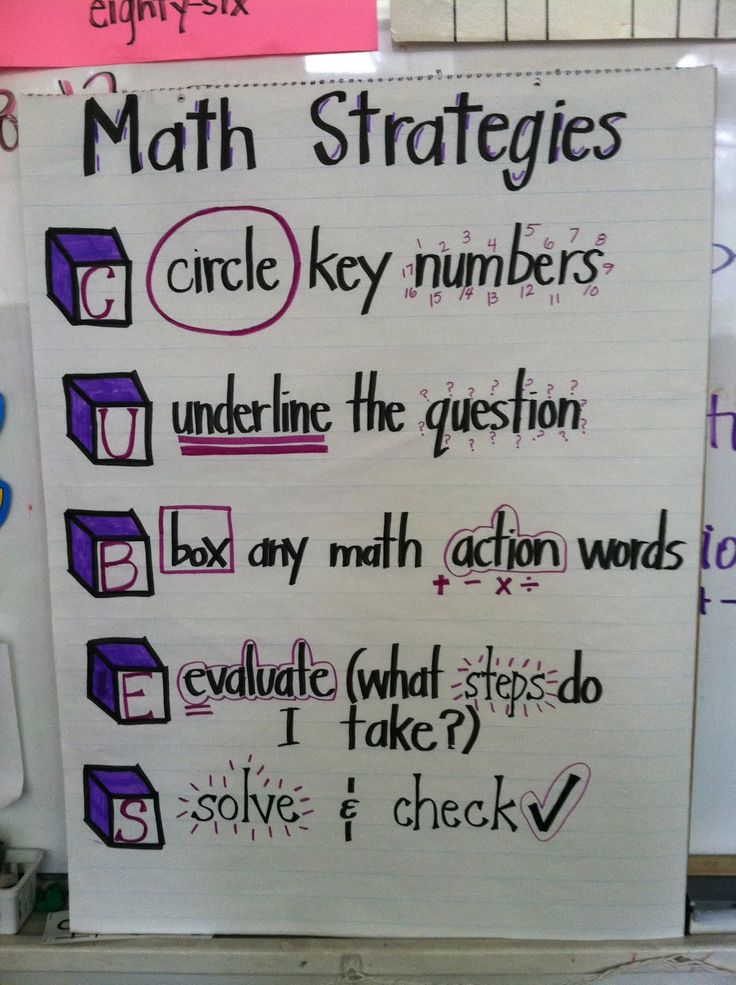 eighty-six
Math Strategies
C circle key numbers
1 2 3 4 5 6 7 8 9 10 11 12 13 14 15 16 17
U underline the question
? ? ? ? ? ? ? ? ? ? ? ? ? ?
B box any math action words
+ − × ÷
E evaluate (what steps do
I take?)
S solve & check ✓